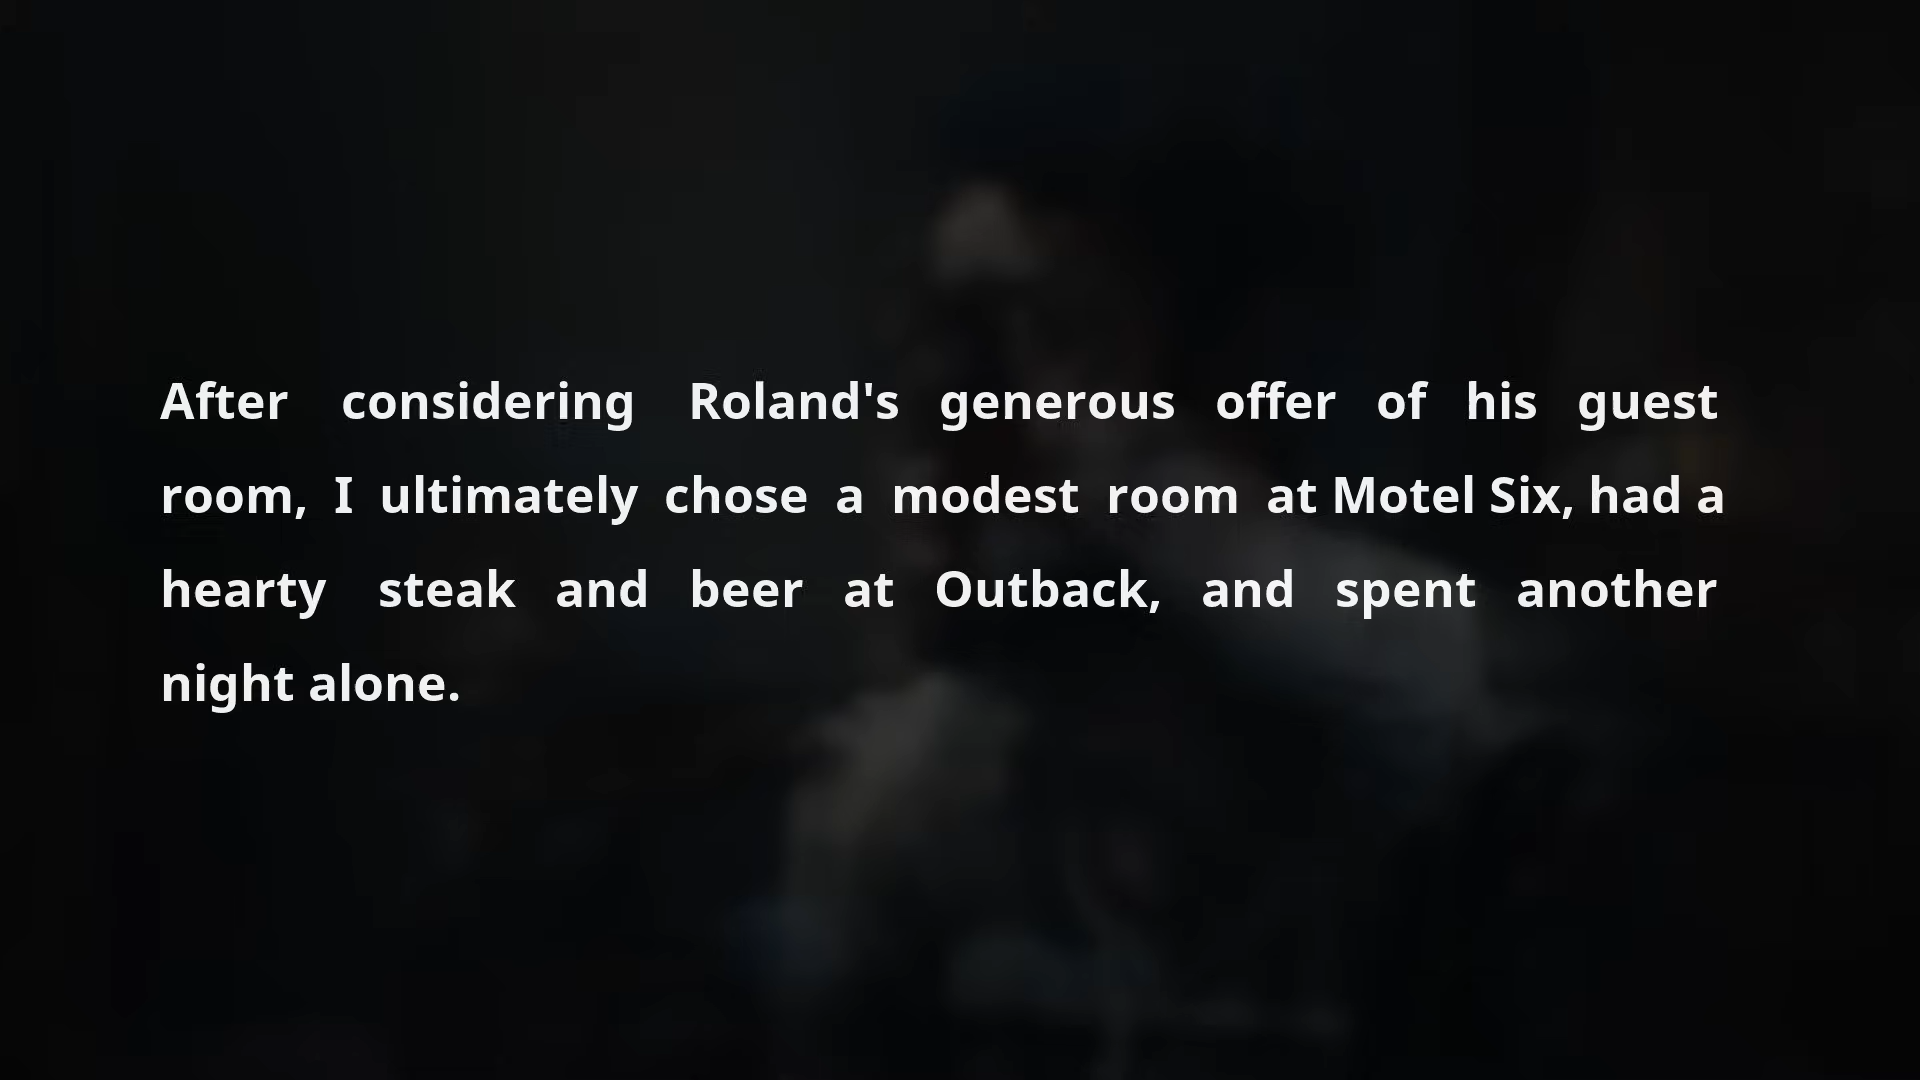 After considering Roland's generous offer of his guest
room, I ultimately chose a modest room at Motel Six, had a
hearty steak and beer at Outback, and spent another
night alone.